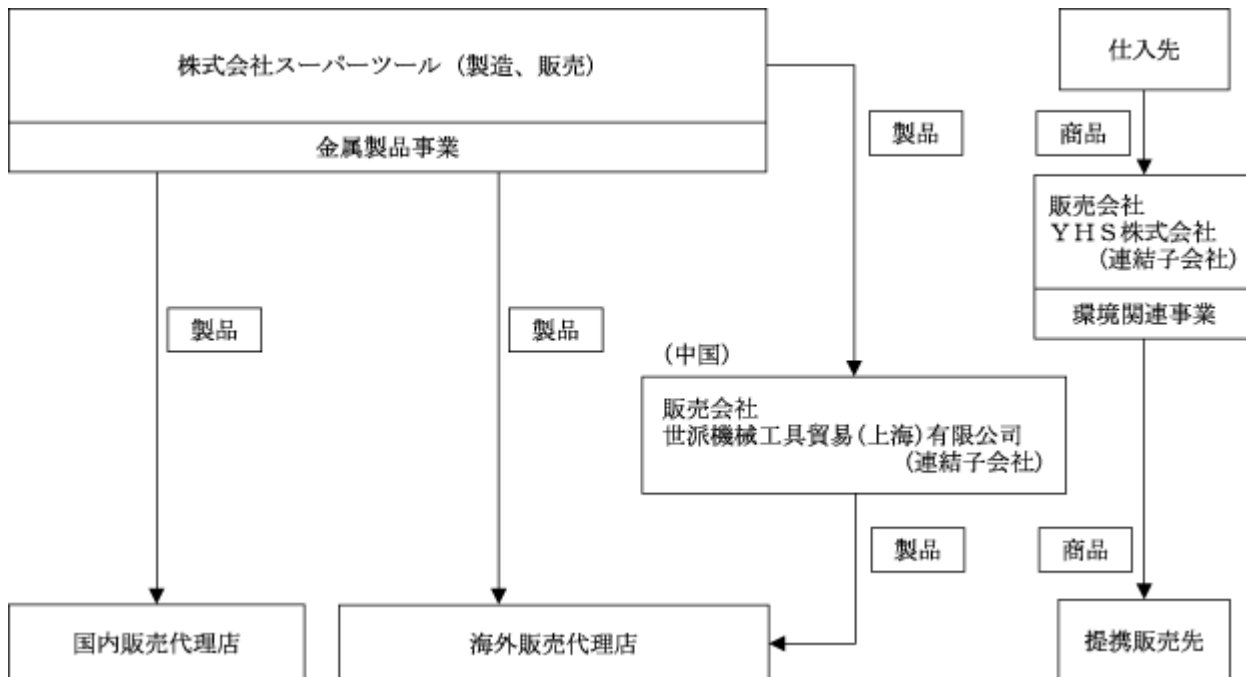 株式会社スーパーツール（製造、販売）
金属製品事業
仕入先
製品
商品
販売会社
ＹＨＳ株式会社
(連結子会社)
環境関連事業
製品
製品
(中国)
販売会社
世派機械工具貿易(上海)有限公司
(連結子会社)
製品
商品
国内販売代理店
海外販売代理店
提携販売先